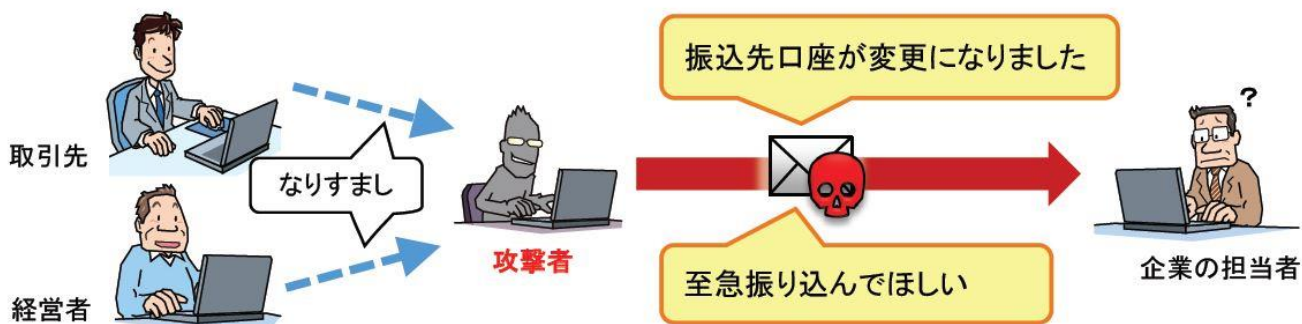 取引先
経営者
なりすまし
攻撃者
振込先口座が変更になりました
至急振り込んでほしい
?
企業の担当者